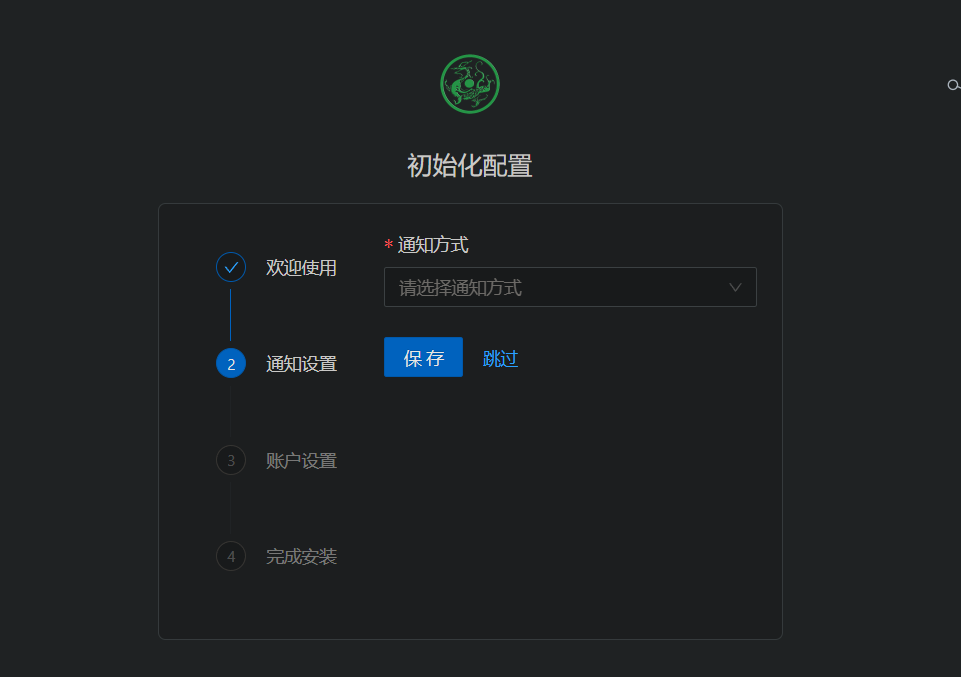 初始化配置
欢迎使用
* 通知方式
请选择通知方式
2 通知设置
保 存 跳过
3 账户设置
4 完成安装